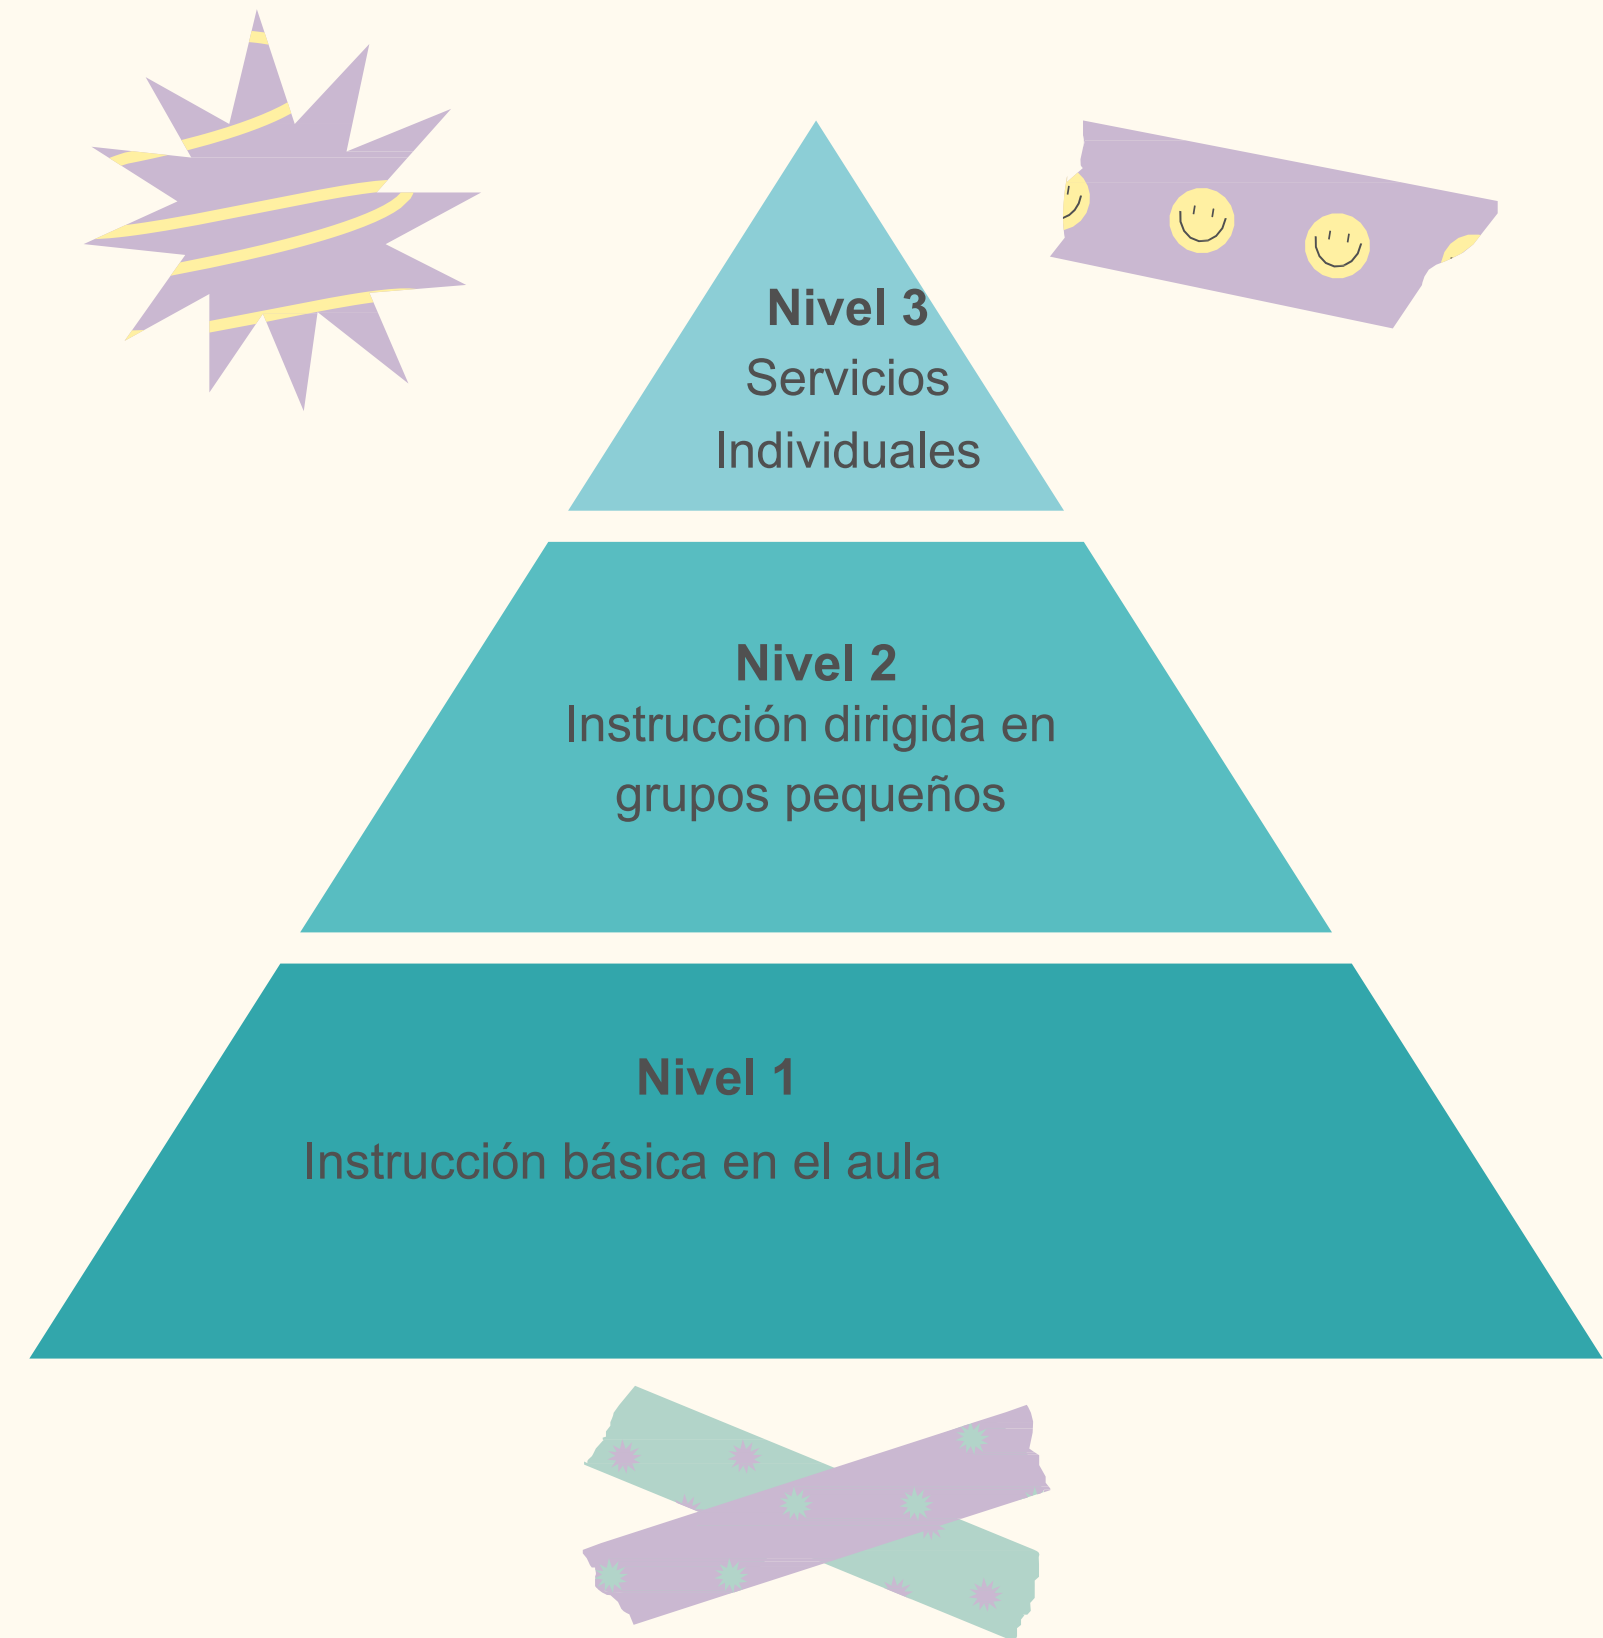 Nivel 3
Servicios
Individuales
Nivel 2
Instrucción dirigida en
grupos pequeños
Nivel 1
Instrucción básica en el aula